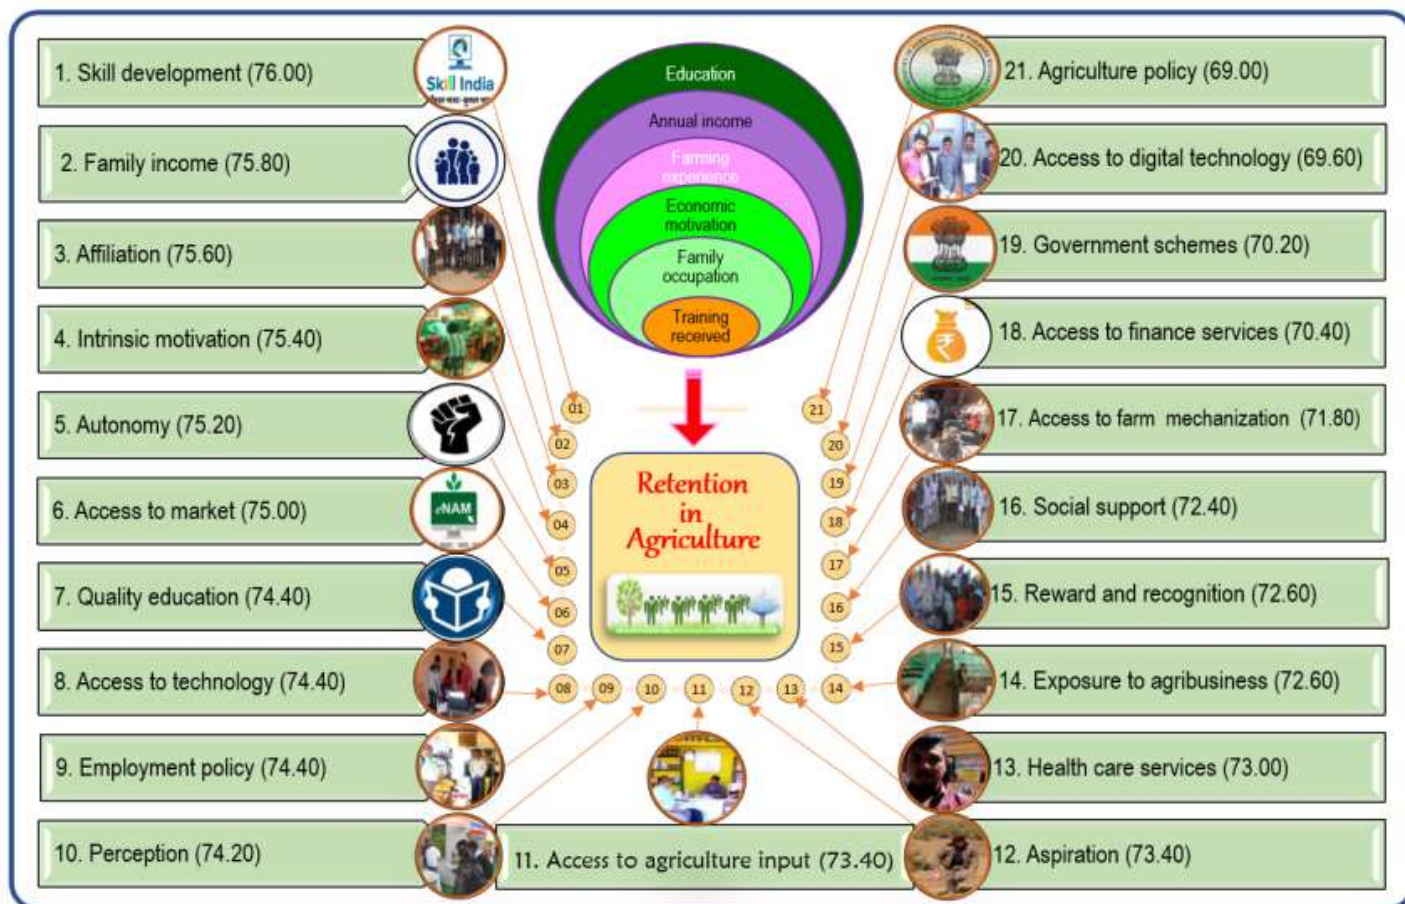 1. Skill development (76.00)
Skill India
2. Family income (75.80)
3. Affiliation (75.60)
4. Intrinsic motivation (75.40)
5. Autonomy (75.20)
6. Access to market (75.00)
eNAM
7. Quality education (74.40)
8. Access to technology (74.40)
9. Employment policy (74.40)
10. Perception (74.20)
Education
Annual income
Farming
experience
Economic
motivation
Family
occupation
Training
received
01
02
03
04
05
06
07
08
09
10
11
12
13
14
15
16
17
18
19
20
21
Retention
in
Agriculture
11. Access to agriculture input (73.40)
21. Agriculture policy (69.00)
20. Access to digital technology (69.60)
19. Government schemes (70.20)
18. Access to finance services (70.40)
₹
17. Access to farm mechanization (71.80)
16. Social support (72.40)
15. Reward and recognition (72.60)
14. Exposure to agribusiness (72.60)
13. Health care services (73.00)
12. Aspiration (73.40)